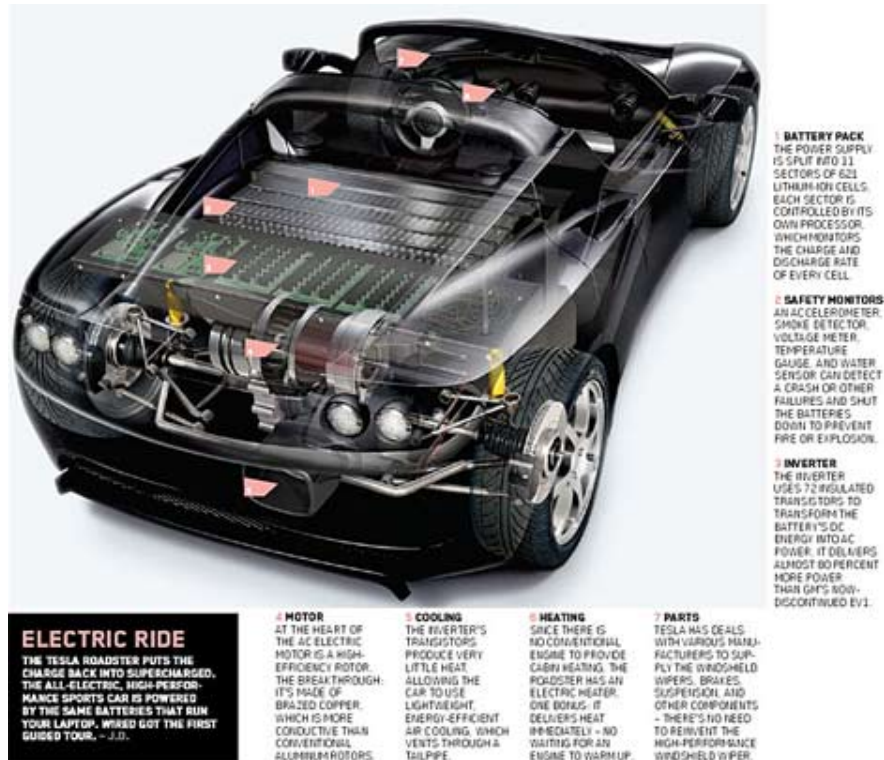 1 BATTERY PACK
THE POWER SUPPLY
IS SPLIT INTO 11
SECTORS OF 621
LITHIUM-ION CELLS.
EACH SECTOR IS
CONTROLLED BY ITS
OWN PROCESSOR,
WHICH MONITORS
THE CHARGE AND
DISCHARGE RATE
OF EVERY CELL.
2 SAFETY MONITORS
AN ACCELEROMETER,
SMOKE DETECTOR,
VOLTAGE METER,
TEMPERATURE
GAUGE, AND WATER
SENSOR CAN DETECT
A CRASH OR OTHER
FAILURES AND SHUT
THE BATTERIES
DOWN TO PREVENT
FIRE OR EXPLOSION.
3 INVERTER
THE INVERTER
USES 72 INSULATED
TRANSISTORS TO
TRANSFORM THE
BATTERY'S DC
ENERGY INTO AC
POWER. IT DELIVERS
ALMOST 80 PERCENT
MORE POWER
THAN GM'S NOW-
DISCONTINUED EV1.
ELECTRIC RIDE
THE TESLA ROADSTER PUTS THE
CHARGE BACK INTO SUPERCHARGED.
THE ALL-ELECTRIC, HIGH-PERFOR-
MANCE SPORTS CAR IS POWERED
BY THE SAME BATTERIES THAT RUN
YOUR LAPTOP. WIRED GOT THE FIRST
GUIDED TOUR. – J.D.
4 MOTOR
AT THE HEART OF
THE AC ELECTRIC
MOTOR IS A HIGH-
EFFICIENCY ROTOR.
THE BREAKTHROUGH:
IT'S MADE OF
BRAZED COPPER,
WHICH IS MORE
CONDUCTIVE THAN
CONVENTIONAL
ALUMINUM ROTORS.
5 COOLING
THE INVERTER'S
TRANSISTORS
PRODUCE VERY
LITTLE HEAT,
ALLOWING THE
CAR TO USE
LIGHTWEIGHT,
ENERGY-EFFICIENT
AIR COOLING, WHICH
VENTS THROUGH A
TAILPIPE.
6 HEATING
SINCE THERE IS
NO CONVENTIONAL
ENGINE TO PROVIDE
CABIN HEATING, THE
ROADSTER HAS AN
ELECTRIC HEATER.
ONE BONUS: IT
DELIVERS HEAT
IMMEDIATELY – NO
WAITING FOR AN
ENGINE TO WARM UP.
7 PARTS
TESLA HAS DEALS
WITH VARIOUS MANU-
FACTURERS TO SUP-
PLY THE WINDSHIELD
WIPERS, BRAKES,
SUSPENSION, AND
OTHER COMPONENTS
– THERE'S NO NEED
TO REINVENT THE
HIGH-PERFORMANCE
WINDSHIELD WIPER.